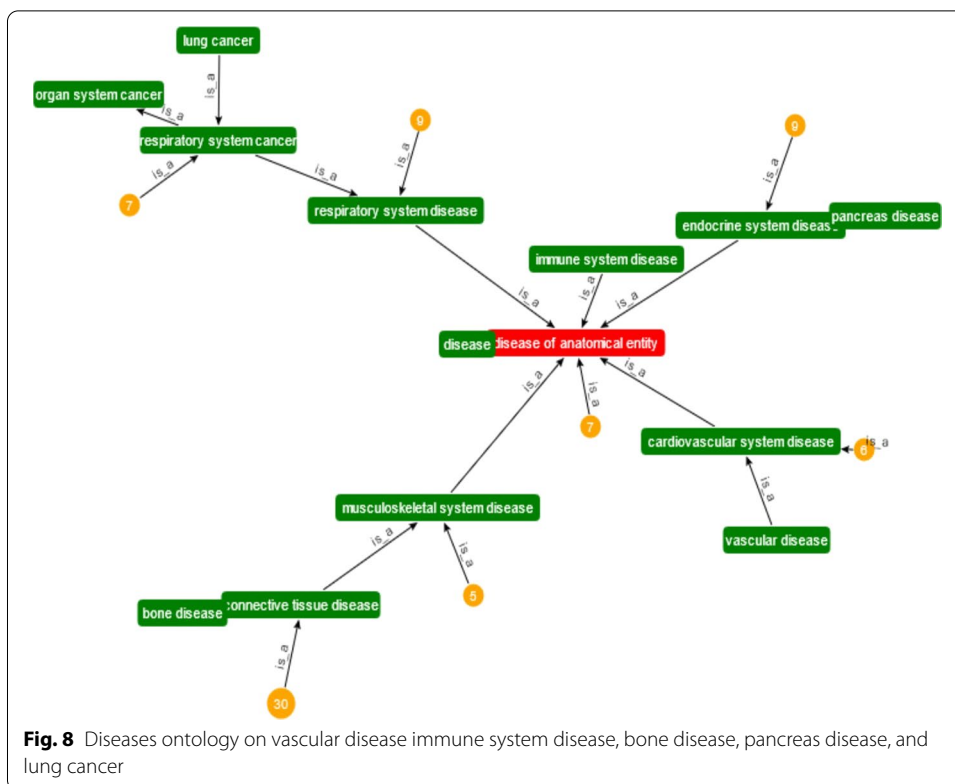 lung cancer
is_a
organ system cancer
is_a
respiratory system cancer
9
9
is_a
is_a
is_a
is_a
7
respiratory system disease
pancreas disease
endocrine system disease
immune system disease
is_a
is_a
is_a
disease
disease of anatomical entity
is_a
is_a
is_a
7
cardiovascular system disease
6
is_a
is_a
musculoskeletal system disease
is_a
vascular disease
is_a
5
connective tissue disease
bone disease
is_a
30
Fig. 8 Diseases ontology on vascular disease immune system disease, bone disease, pancreas disease, and
lung cancer